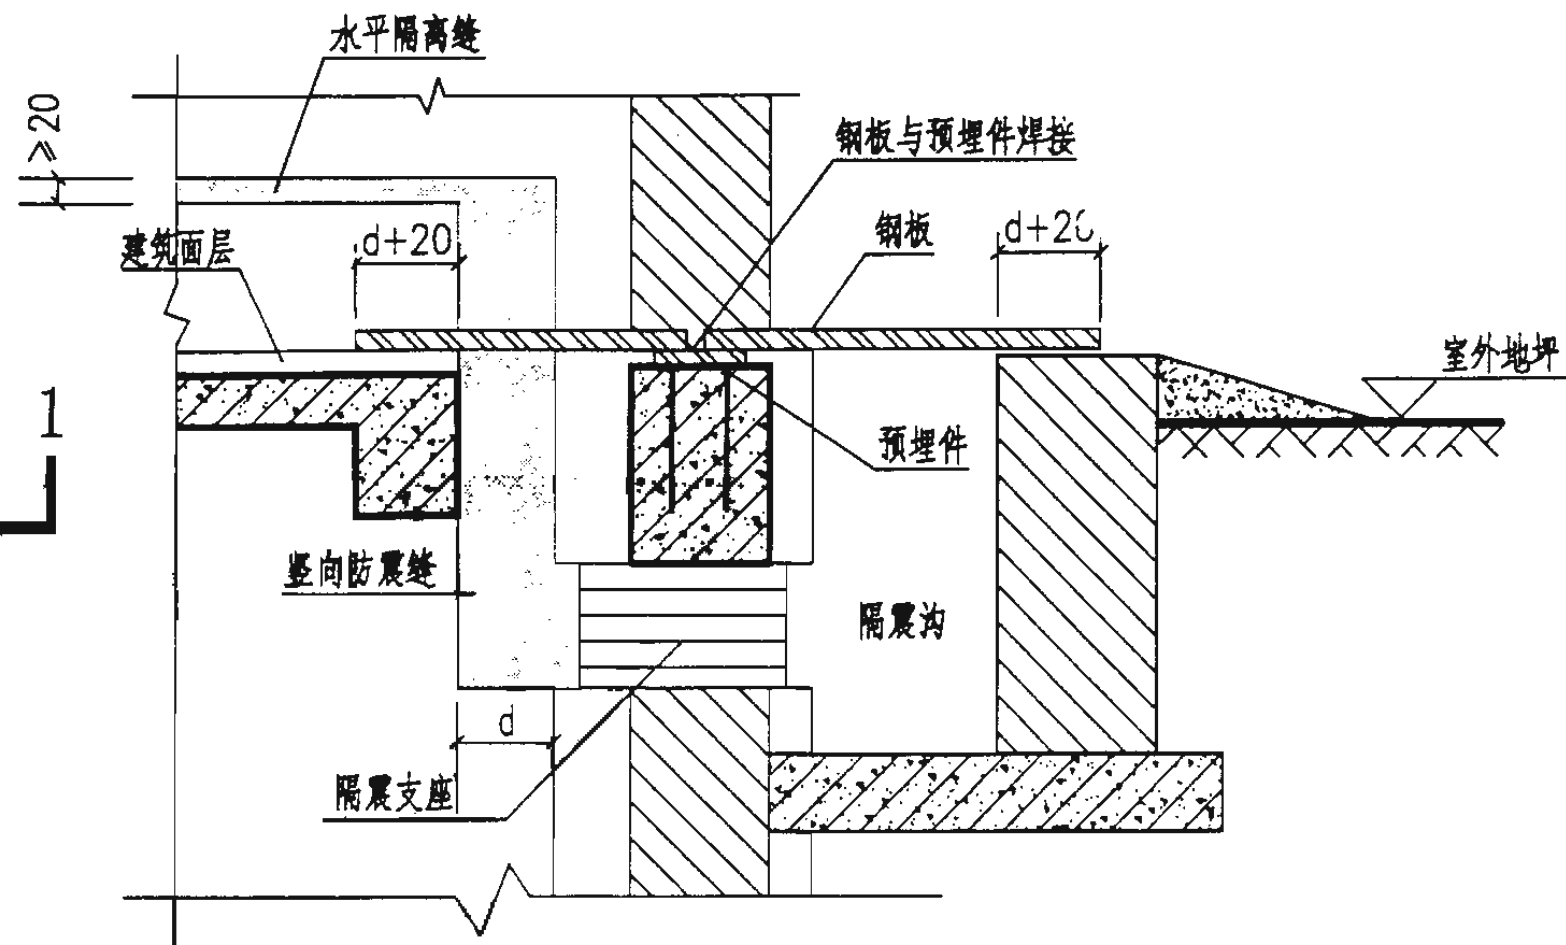 水平隔离缝
≥20
钢板与预埋件焊接
建筑面层
d+20
钢板
d+20
室外地坪
1
预埋件
竖向防震缝
隔震沟
d
隔震支座